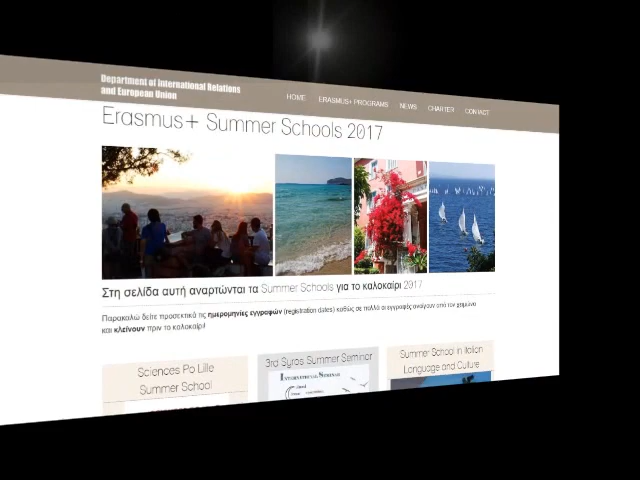 Department of International Relations
and European Union
HOME ERASMUS+ PROGRAMS NEWS CHARTER CONTACT
Erasmus+ Summer Schools 2017
Στη σελίδα αυτή αναρτώνται τα Summer Schools για το καλοκαίρι 2017
Παρακαλώ δείτε προσεκτικά τις ημερομηνίες εγγραφών (registration dates) καθώς σε πολλά οι εγγραφές ανοίγουν από τον χειμώνα
και κλείνουν πριν το καλοκαίρι!
Sciences Po Lille
Summer School
3rd Syros Summer Seminar
INTERNATIONAL SEMINAR
Summer School in Italian
Language and Culture